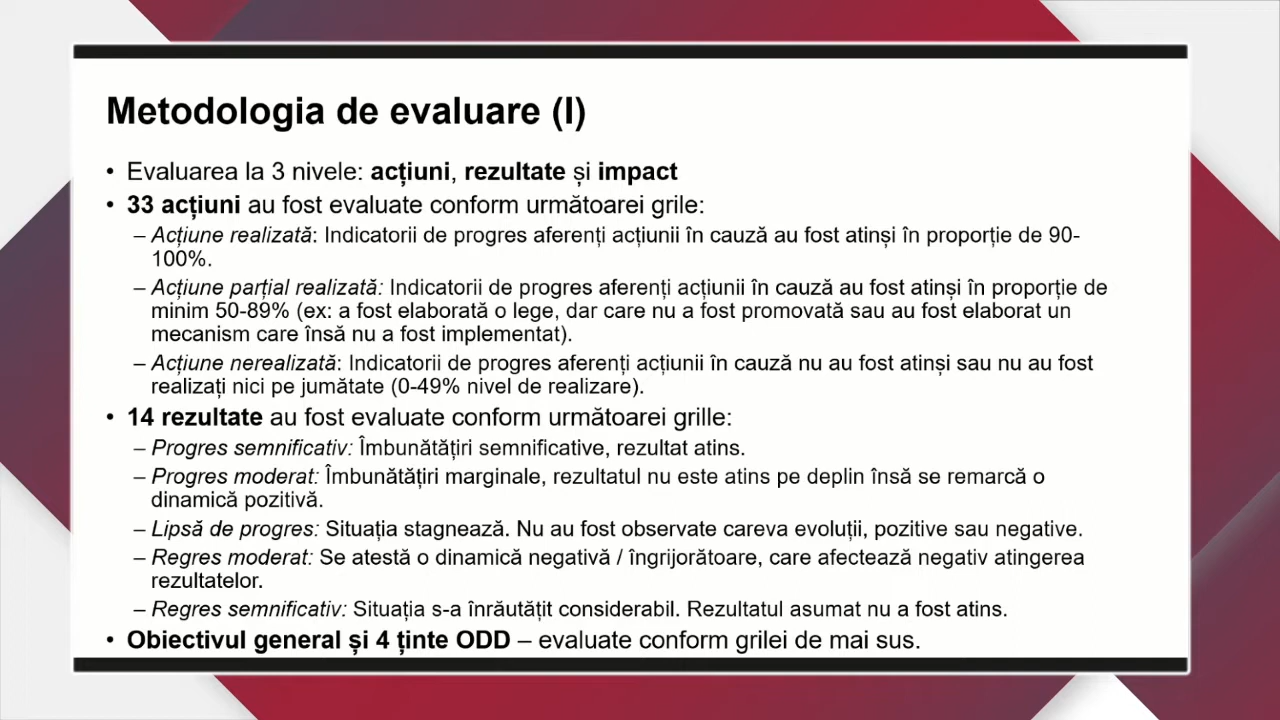 Metodologia de evaluare (I)
• Evaluarea la 3 nivele: acțiuni, rezultate și impact
• 33 acțiuni au fost evaluate conform următoarei grile:
– Acțiune realizată: Indicatorii de progres aferenți acțiunii în cauză au fost atinși în proporție de 90-
100%.
– Acțiune parțial realizată: Indicatorii de progres aferenți acțiunii în cauză au fost atinși în proporție de
minim 50-89% (ex: a fost elaborată o lege, dar care nu a fost promovată sau au fost elaborat un
mecanism care însă nu a fost implementat).
– Acțiune nerealizată: Indicatorii de progres aferenți acțiunii în cauză nu au fost atinși sau nu au fost
realizați nici pe jumătate (0-49% nivel de realizare).
• 14 rezultate au fost evaluate conform următoarei grille:
– Progres semnificativ: Îmbunătățiri semnificative, rezultat atins.
– Progres moderat: Îmbunătățiri marginale, rezultatul nu este atins pe deplin însă se remarcă o
dinamică pozitivă.
– Lipsă de progres: Situația stagnează. Nu au fost observate careva evoluții, pozitive sau negative.
– Regres moderat: Se atestă o dinamică negativă / îngrijorătoare, care afectează negativ atingerea
rezultatelor.
– Regres semnificativ: Situația s-a înrăutățit considerabil. Rezultatul asumat nu a fost atins.
• Obiectivul general și 4 ținte ODD – evaluate conform grilei de mai sus.